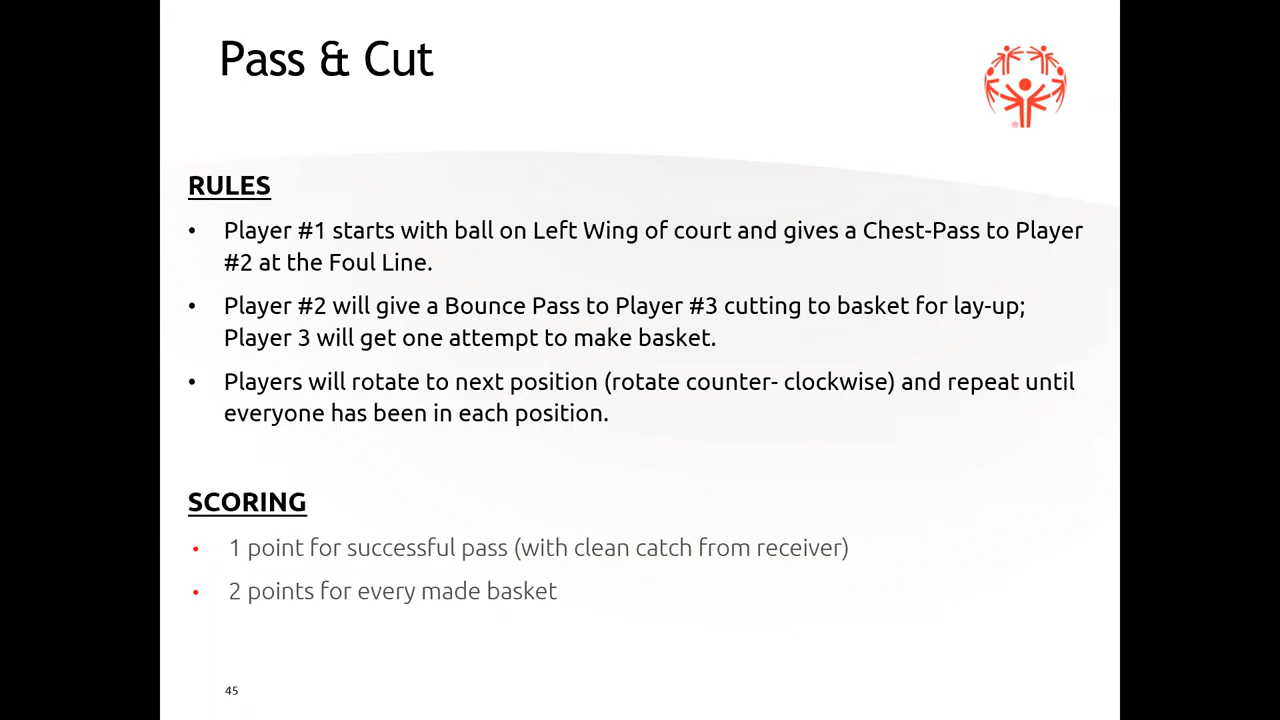 Pass & Cut
®
RULES
• Player #1 starts with ball on Left Wing of court and gives a Chest-Pass to Player
#2 at the Foul Line.
• Player #2 will give a Bounce Pass to Player #3 cutting to basket for lay-up;
Player 3 will get one attempt to make basket.
• Players will rotate to next position (rotate counter- clockwise) and repeat until
everyone has been in each position.
SCORING
• 1 point for successful pass (with clean catch from receiver)
• 2 points for every made basket
45